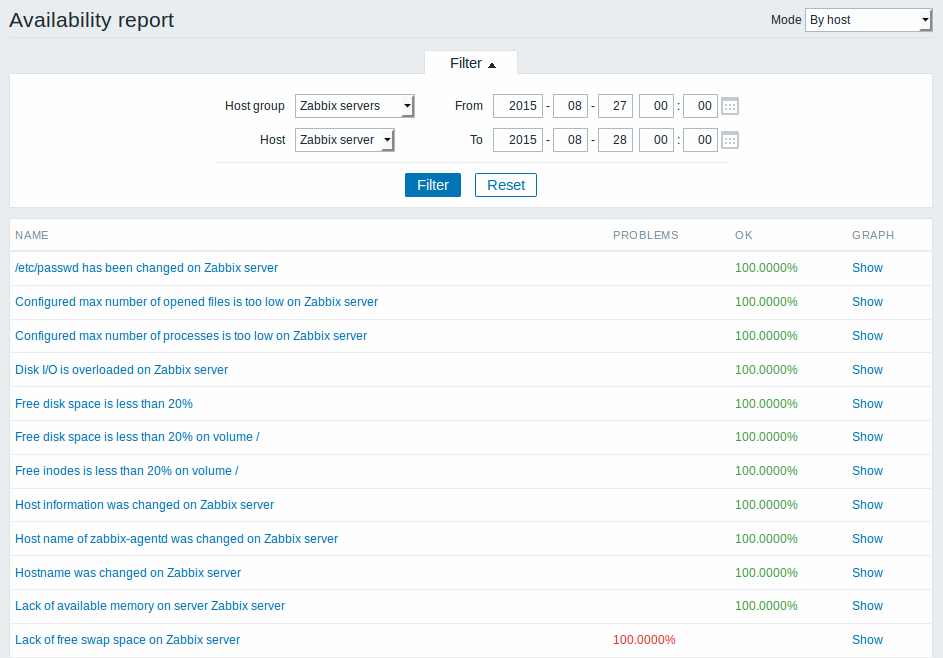 Availability report Mode By host
Filter
Host group Zabbix servers From 2015 - 08 - 27 00 : 00
Host Zabbix server To 2015 - 08 - 28 00 : 00
Filter Reset
NAME PROBLEMS OK GRAPH
/etc/passwd has been changed on Zabbix server 100.0000% Show
Configured max number of opened files is too low on Zabbix server 100.0000% Show
Configured max number of processes is too low on Zabbix server 100.0000% Show
Disk I/O is overloaded on Zabbix server 100.0000% Show
Free disk space is less than 20% 100.0000% Show
Free disk space is less than 20% on volume / 100.0000% Show
Free inodes is less than 20% on volume / 100.0000% Show
Host information was changed on Zabbix server 100.0000% Show
Host name of zabbix-agentd was changed on Zabbix server 100.0000% Show
Hostname was changed on Zabbix server 100.0000% Show
Lack of available memory on server Zabbix server 100.0000% Show
Lack of free swap space on Zabbix server 100.0000% Show